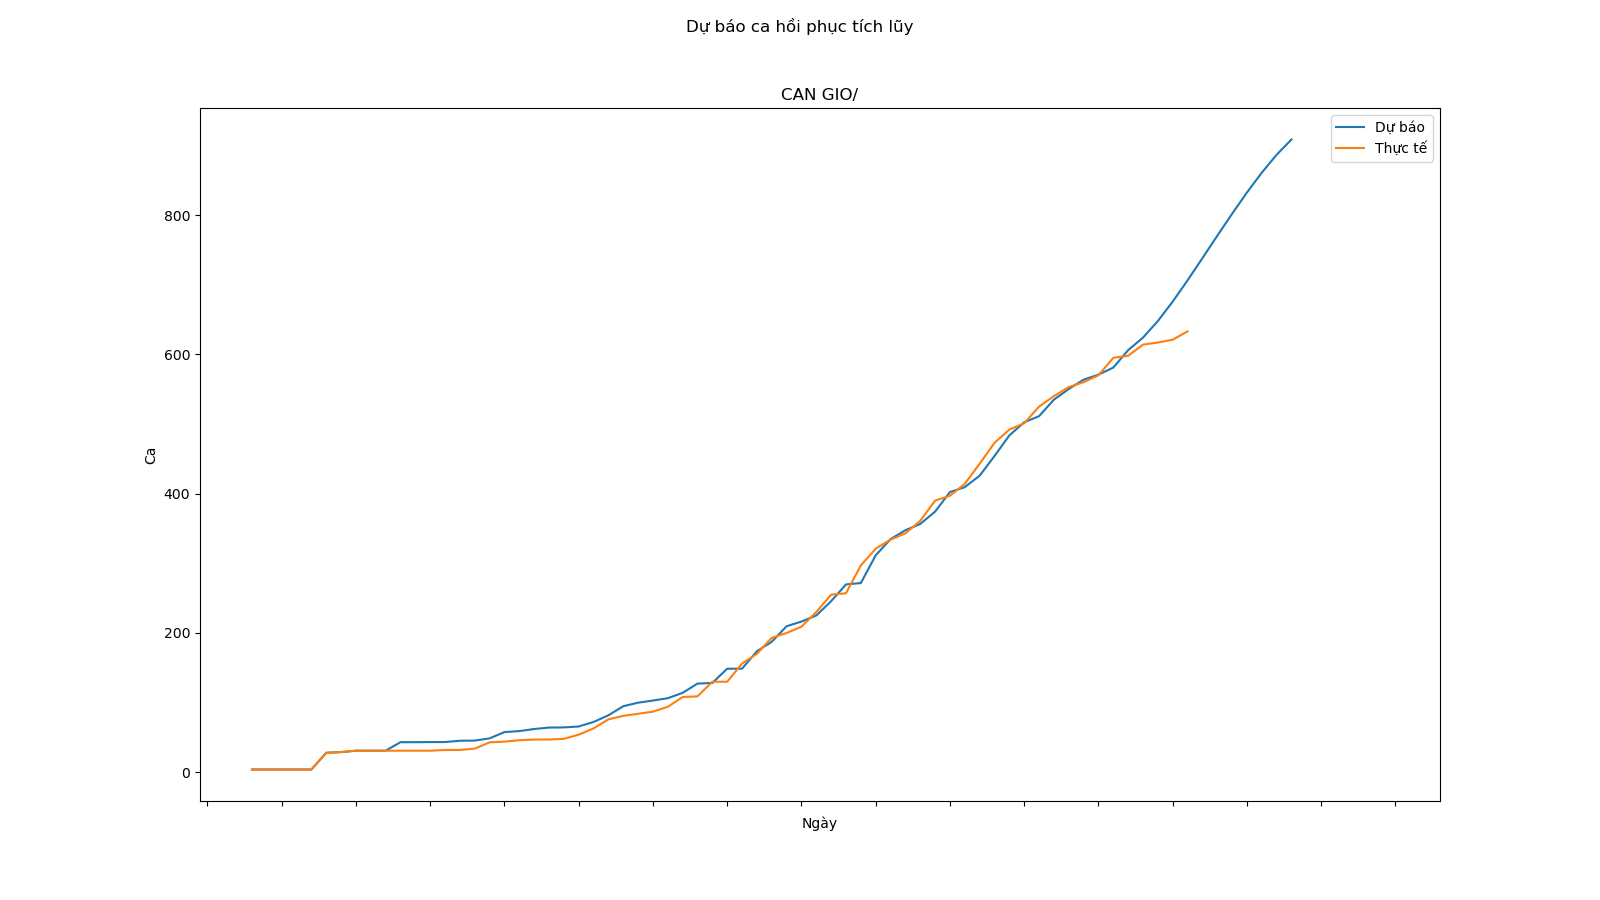 Dự báo ca hồi phục tích lũy
CAN GIO/
Dự báo
Thực tế
800
600
400
200
0
Ca
Ngày